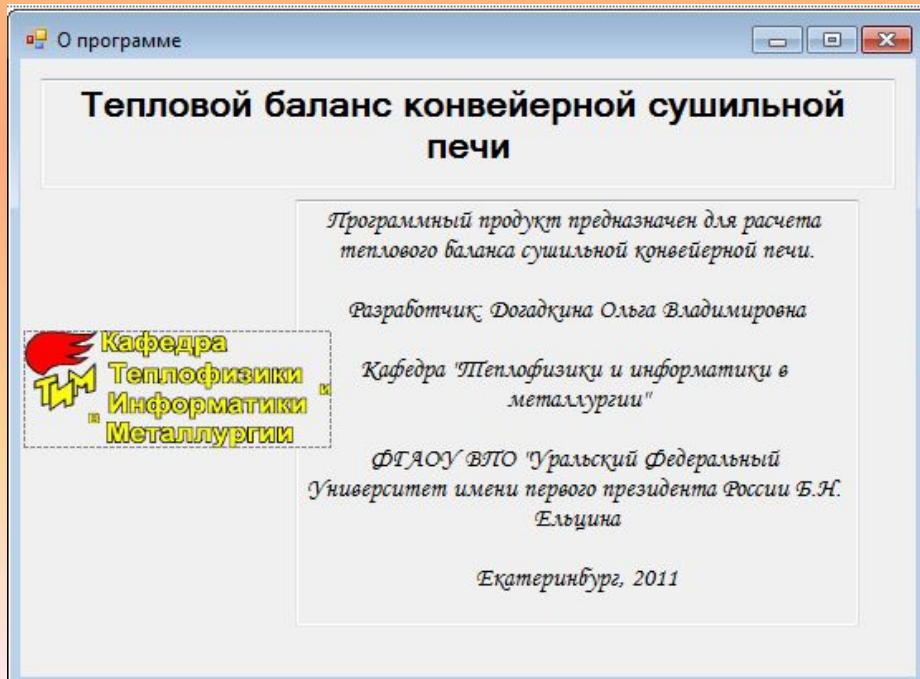 О программе
Тепловой баланс конвейерной сушильной
печи
Программный продукт предназначен для расчета
теплового баланса сушильной конвейерной печи.
Разработчик: Догадкина Ольга Владимировна
Кафедра "Теплофизики и информатики в
металлургии"
ФГАОУ ВПО "Уральский Федеральный
Университет имени первого президента России Б.Н.
Ельцина
Екатеринбург, 2011
ТИМ
Кафедра
Теплофизики и
в Информатики
Металлургии